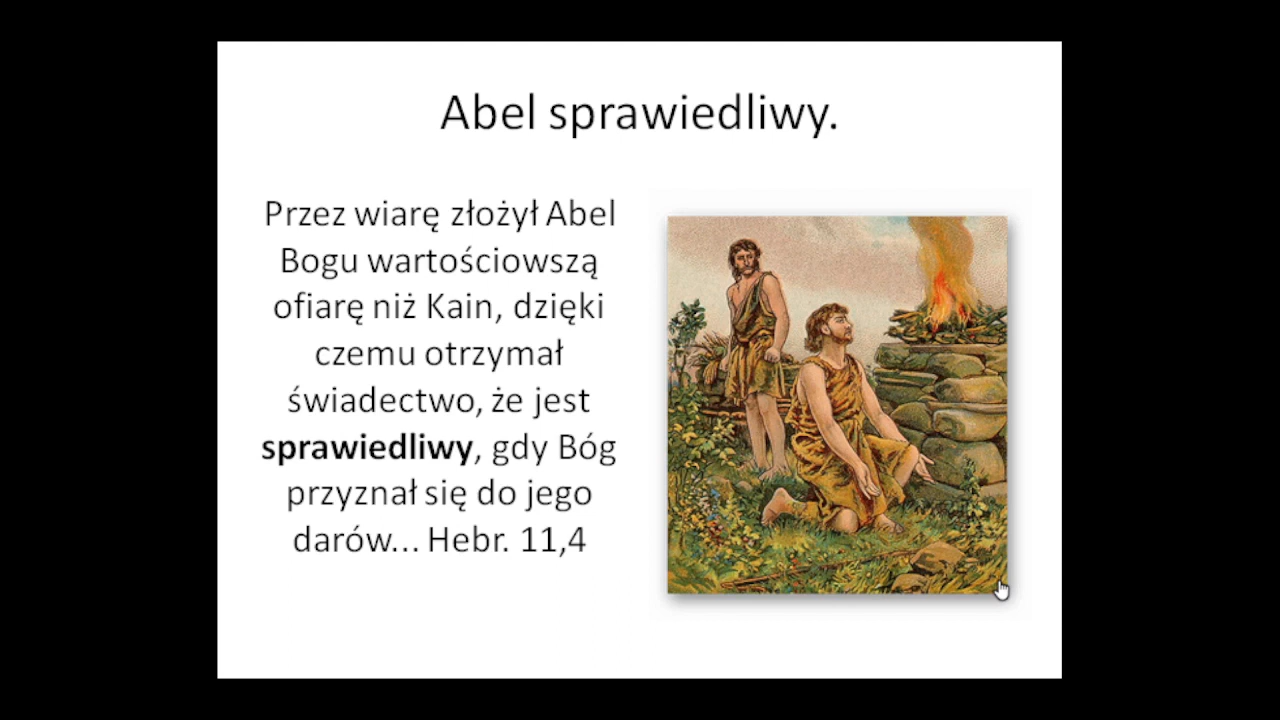 Abel sprawiedliwy.
Przez wiarę złożył Abel
Bogu wartościowszą
ofiarę niż Kain, dzięki
czemu otrzymał
świadectwo, że jest
sprawiedliwy, gdy Bóg
przyznał się do jego
darów... Hebr. 11,4